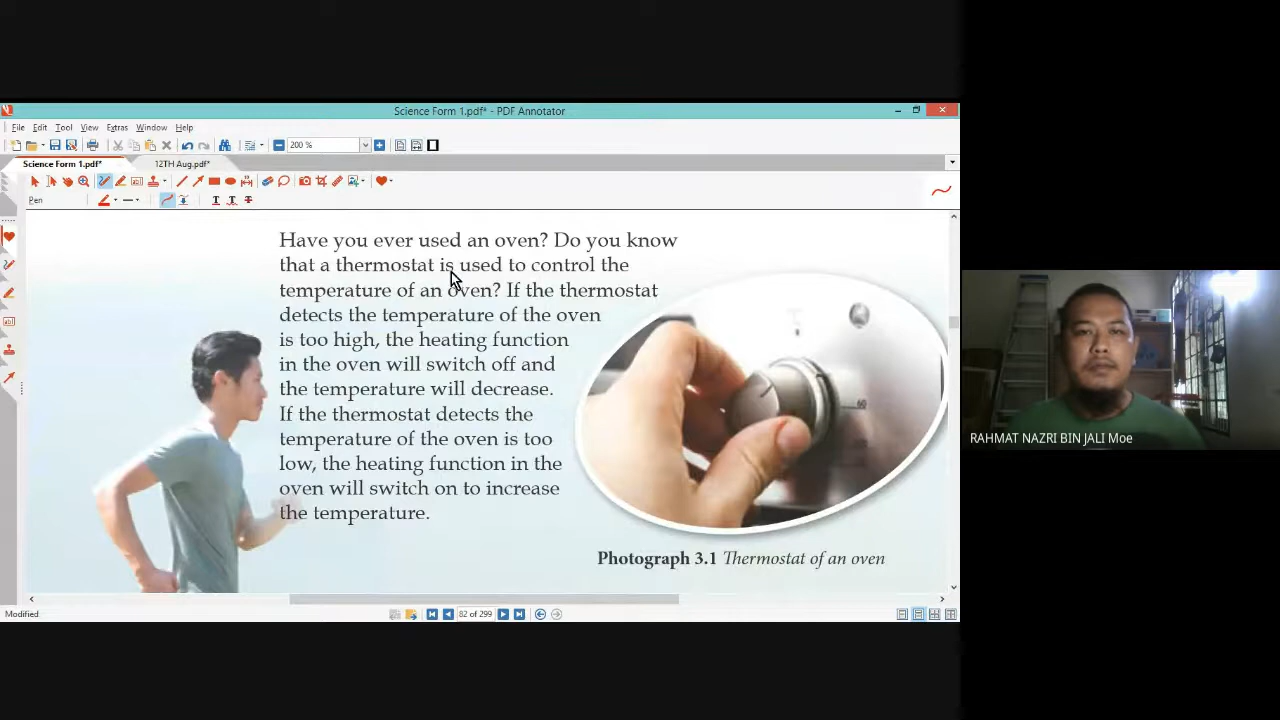 Science Form 1.pdf* - PDF Annotator
File Edit Tool View Extras Window Help
200 %
Science Form 1.pdf* 12TH Aug.pdf*
Pen
Have you ever used an oven? Do you know
that a thermostat is used to control the
temperature of an oven? If the thermostat
detects the temperature of the oven
is too high, the heating function
in the oven will switch off and
the temperature will decrease.
If the thermostat detects the
temperature of the oven is too
low, the heating function in the
oven will switch on to increase
the temperature.
60
Photograph 3.1 Thermostat of an oven
Modified
82 of 299
RAHMAT NAZRI BIN JALI Moe